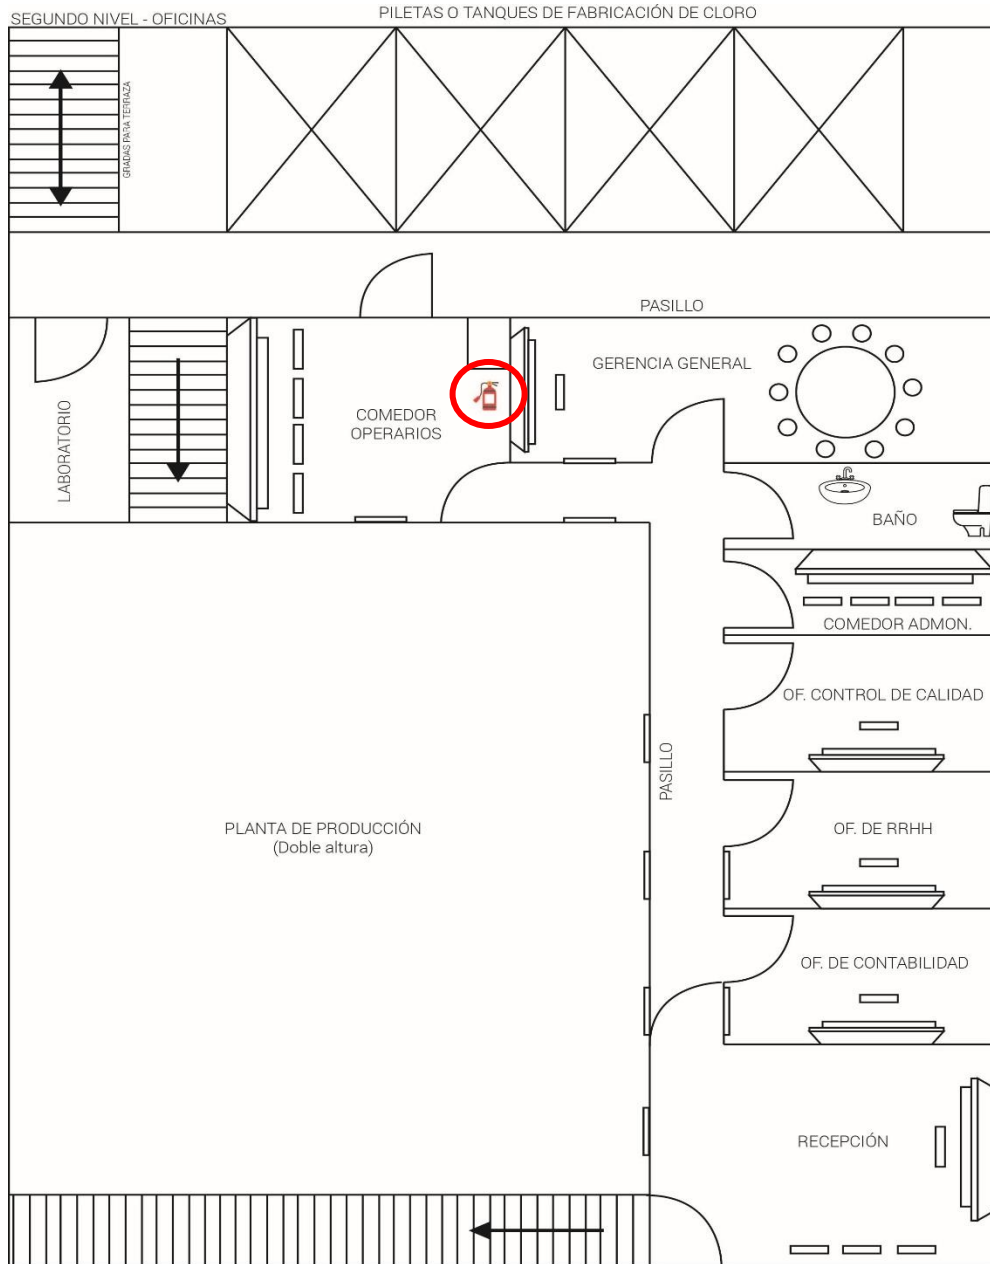 SEGUNDO NIVEL - OFICINAS
PILETAS O TANQUES DE FABRICACIÓN DE CLORO
GRADAS PARA TERRAZA
PASILLO
GERENCIA GENERAL
COMEDOR
OPERARIOS
LABORATORIO
BAÑO
COMEDOR ADMON.
OF. CONTROL DE CALIDAD
PASILLO
PLANTA DE PRODUCCIÓN
(Doble altura)
OF. DE RRHH
OF. DE CONTABILIDAD
RECEPCIÓN